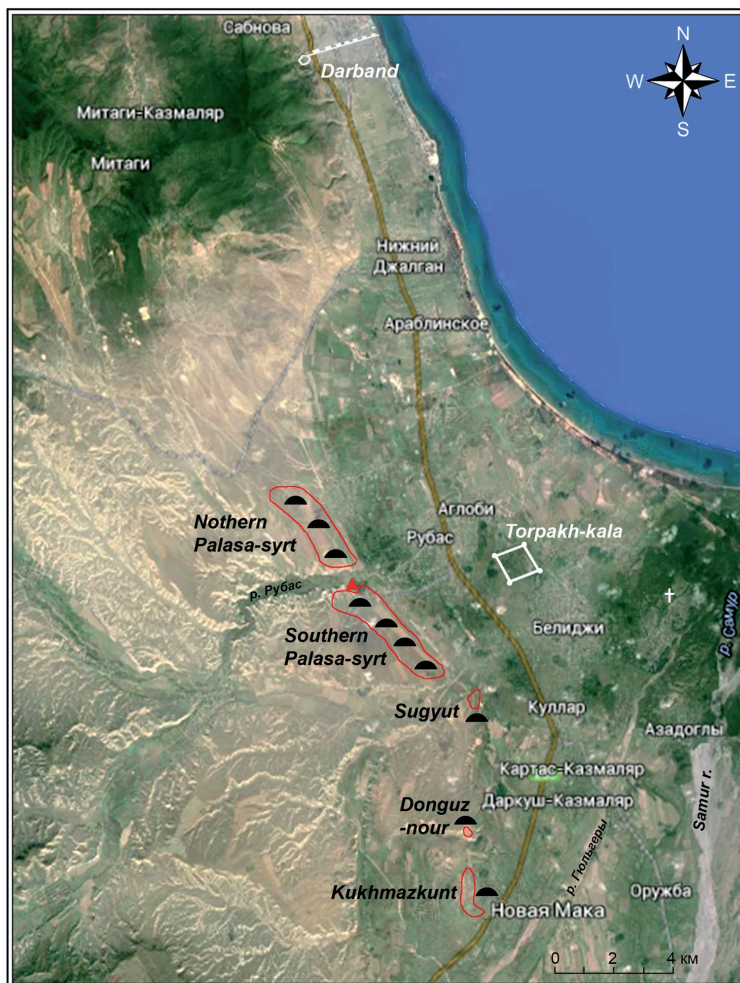 Сабнова
Darband
N
W E
S
Митаги-Казмаляр
Митаги
Нижний
Джалган
Араблинское
Nothern
Palasa-syrt
Аглоби
Рубас
Torpakh-kala
р. Рубас
Southern
Palasa-syrt
Белиджи
р. Самур
Sugyut
Куллар
Азадоглы
Картас-Казмаляр
Donguz
-nour
Даркуш-Казмаляр
Samur r.
р. Гюльгеры
Kukhmazkunt
Оружба
Новая Мака
0 2 4 км